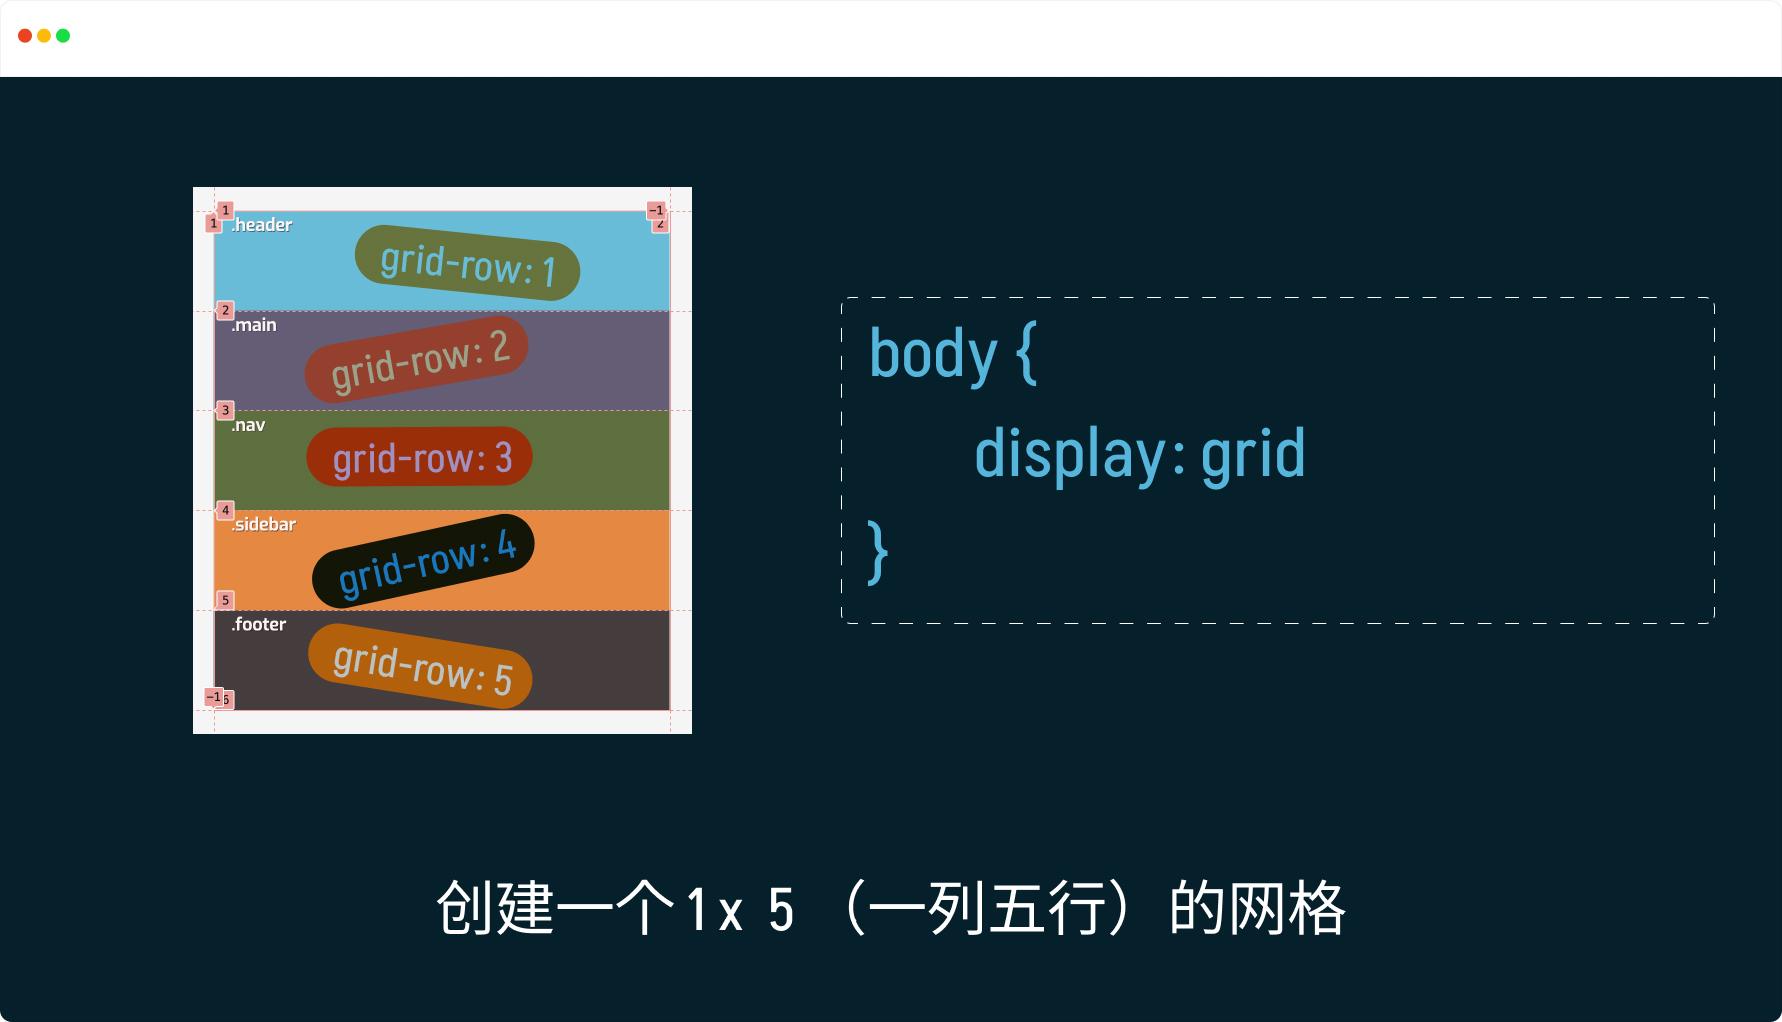 1
-1
1
.header
2
grid-row: 1
2
.main
grid-row: 2
3
.nav
grid-row: 3
4
.sidebar
grid-row: 4
5
.footer
grid-row: 5
-1
6
body {
display: grid
}
创建一个 1 x 5 （一列五行）的网格